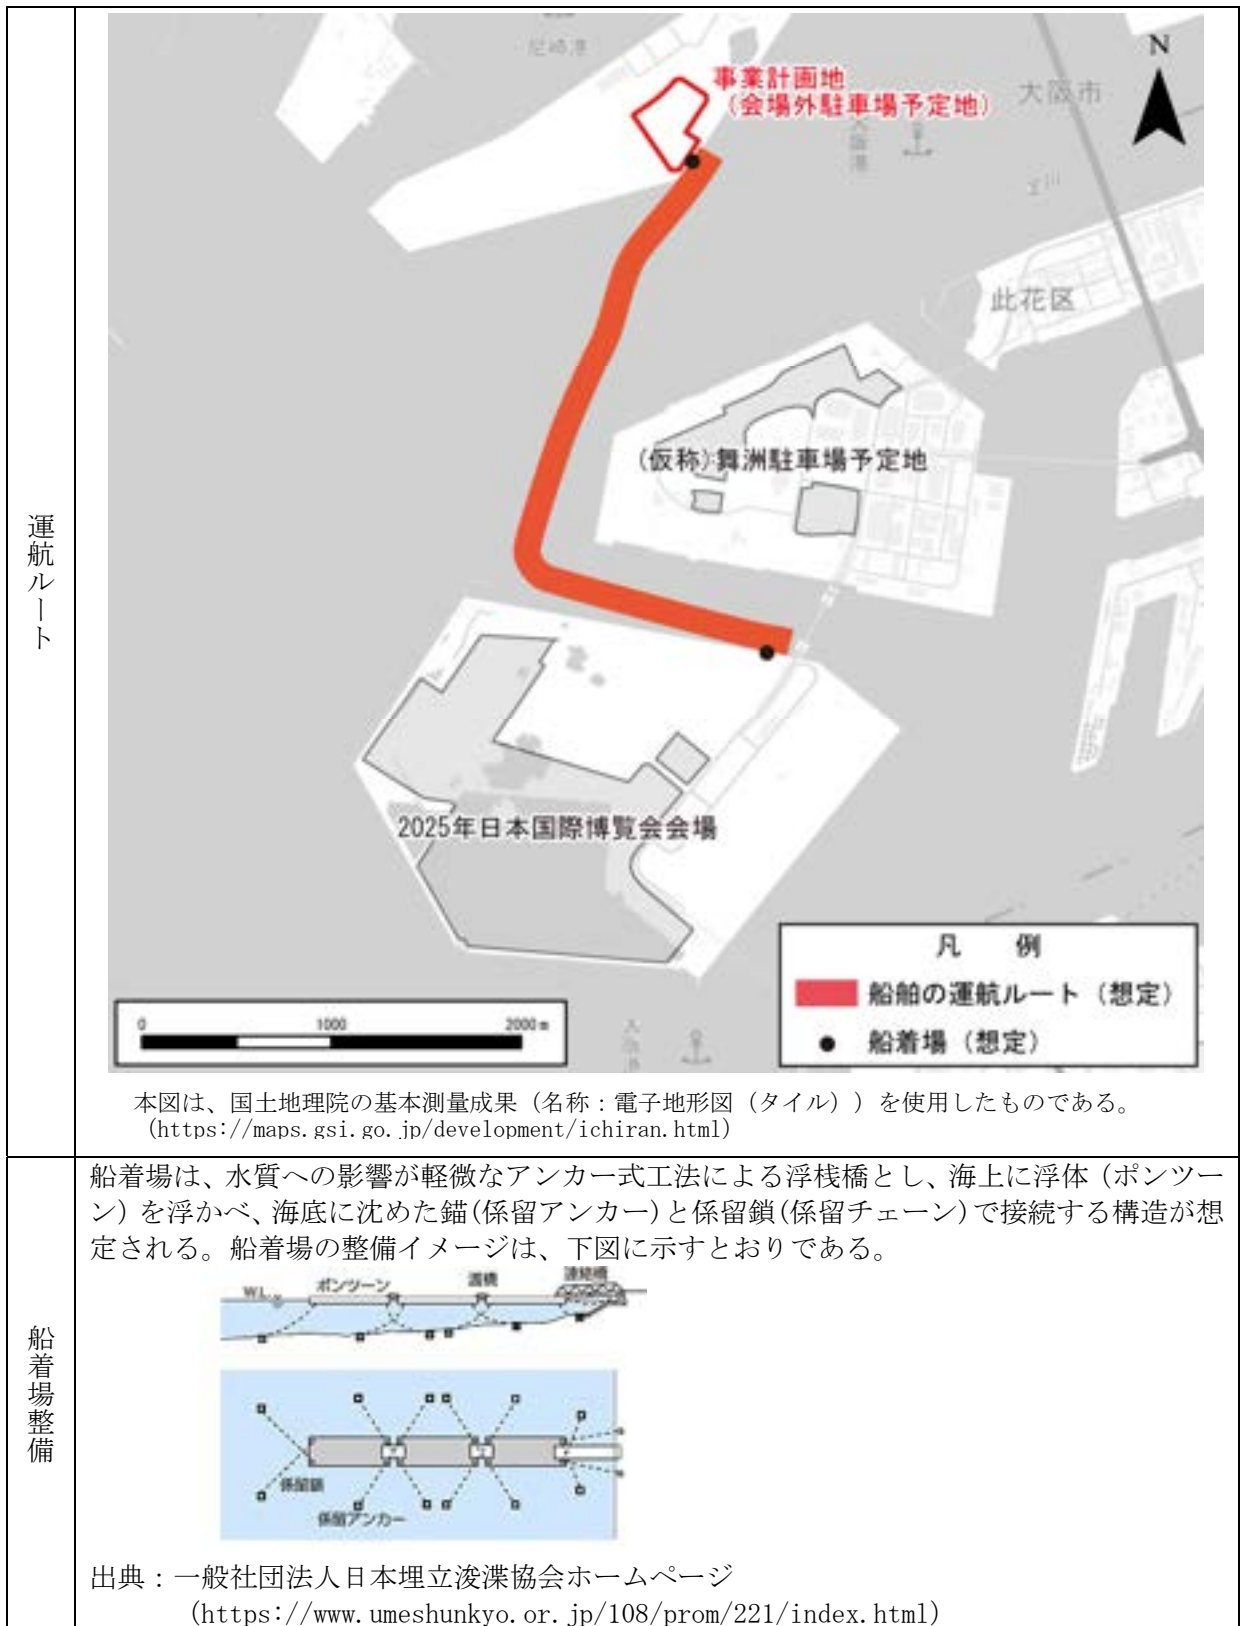 運航ルート
尼崎港
N
事業計画地
（会場外駐車場予定地）
大阪市
大阪港
正川
此花区
(仮称)舞洲駐車場予定地
2025年日本国際博覧会会場
凡 例
船舶の運航ルート（想定）
船着場（想定）
0 1000 2000 m
大阪港
本図は、国土地理院の基本測量成果（名称：電子地形図（タイル））を使用したものである。
(https://maps.gsi.go.jp/development/ichiran.html)
船着場整備
船着場は、水質への影響が軽微なアンカー式工法による浮桟橋とし、海上に浮体（ポンツー
ン）を浮かべ、海底に沈めた錨(係留アンカー)と係留鎖(係留チェーン)で接続する構造が想
定される。船着場の整備イメージは、下図に示すとおりである。
W.L.
ポンツーン
渡橋
連絡橋
係留鎖
係留アンカー
出典：一般社団法人日本埋立浚渫協会ホームページ
(https://www.umeshunkyo.or.jp/108/prom/221/index.html)